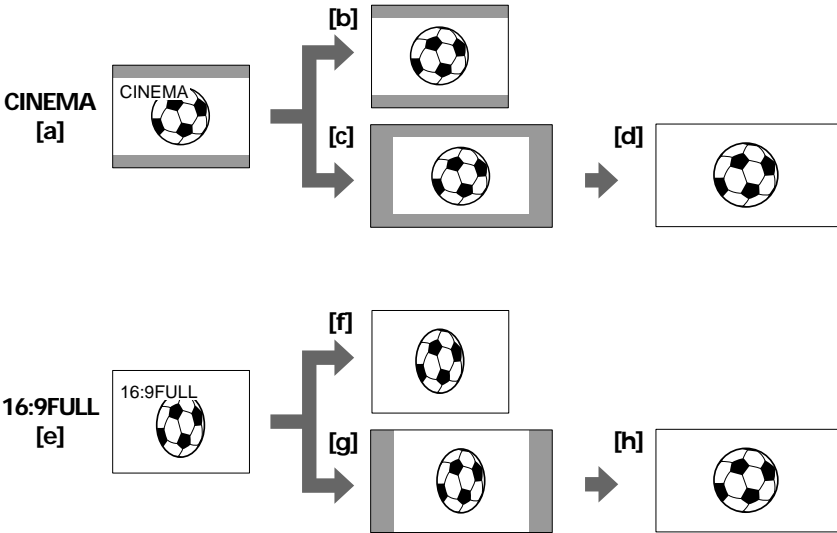 [b]
CINEMA
[a]
CINEMA
[c]
[d]
[f]
16:9FULL
[e]
16:9FULL
[g]
[h]